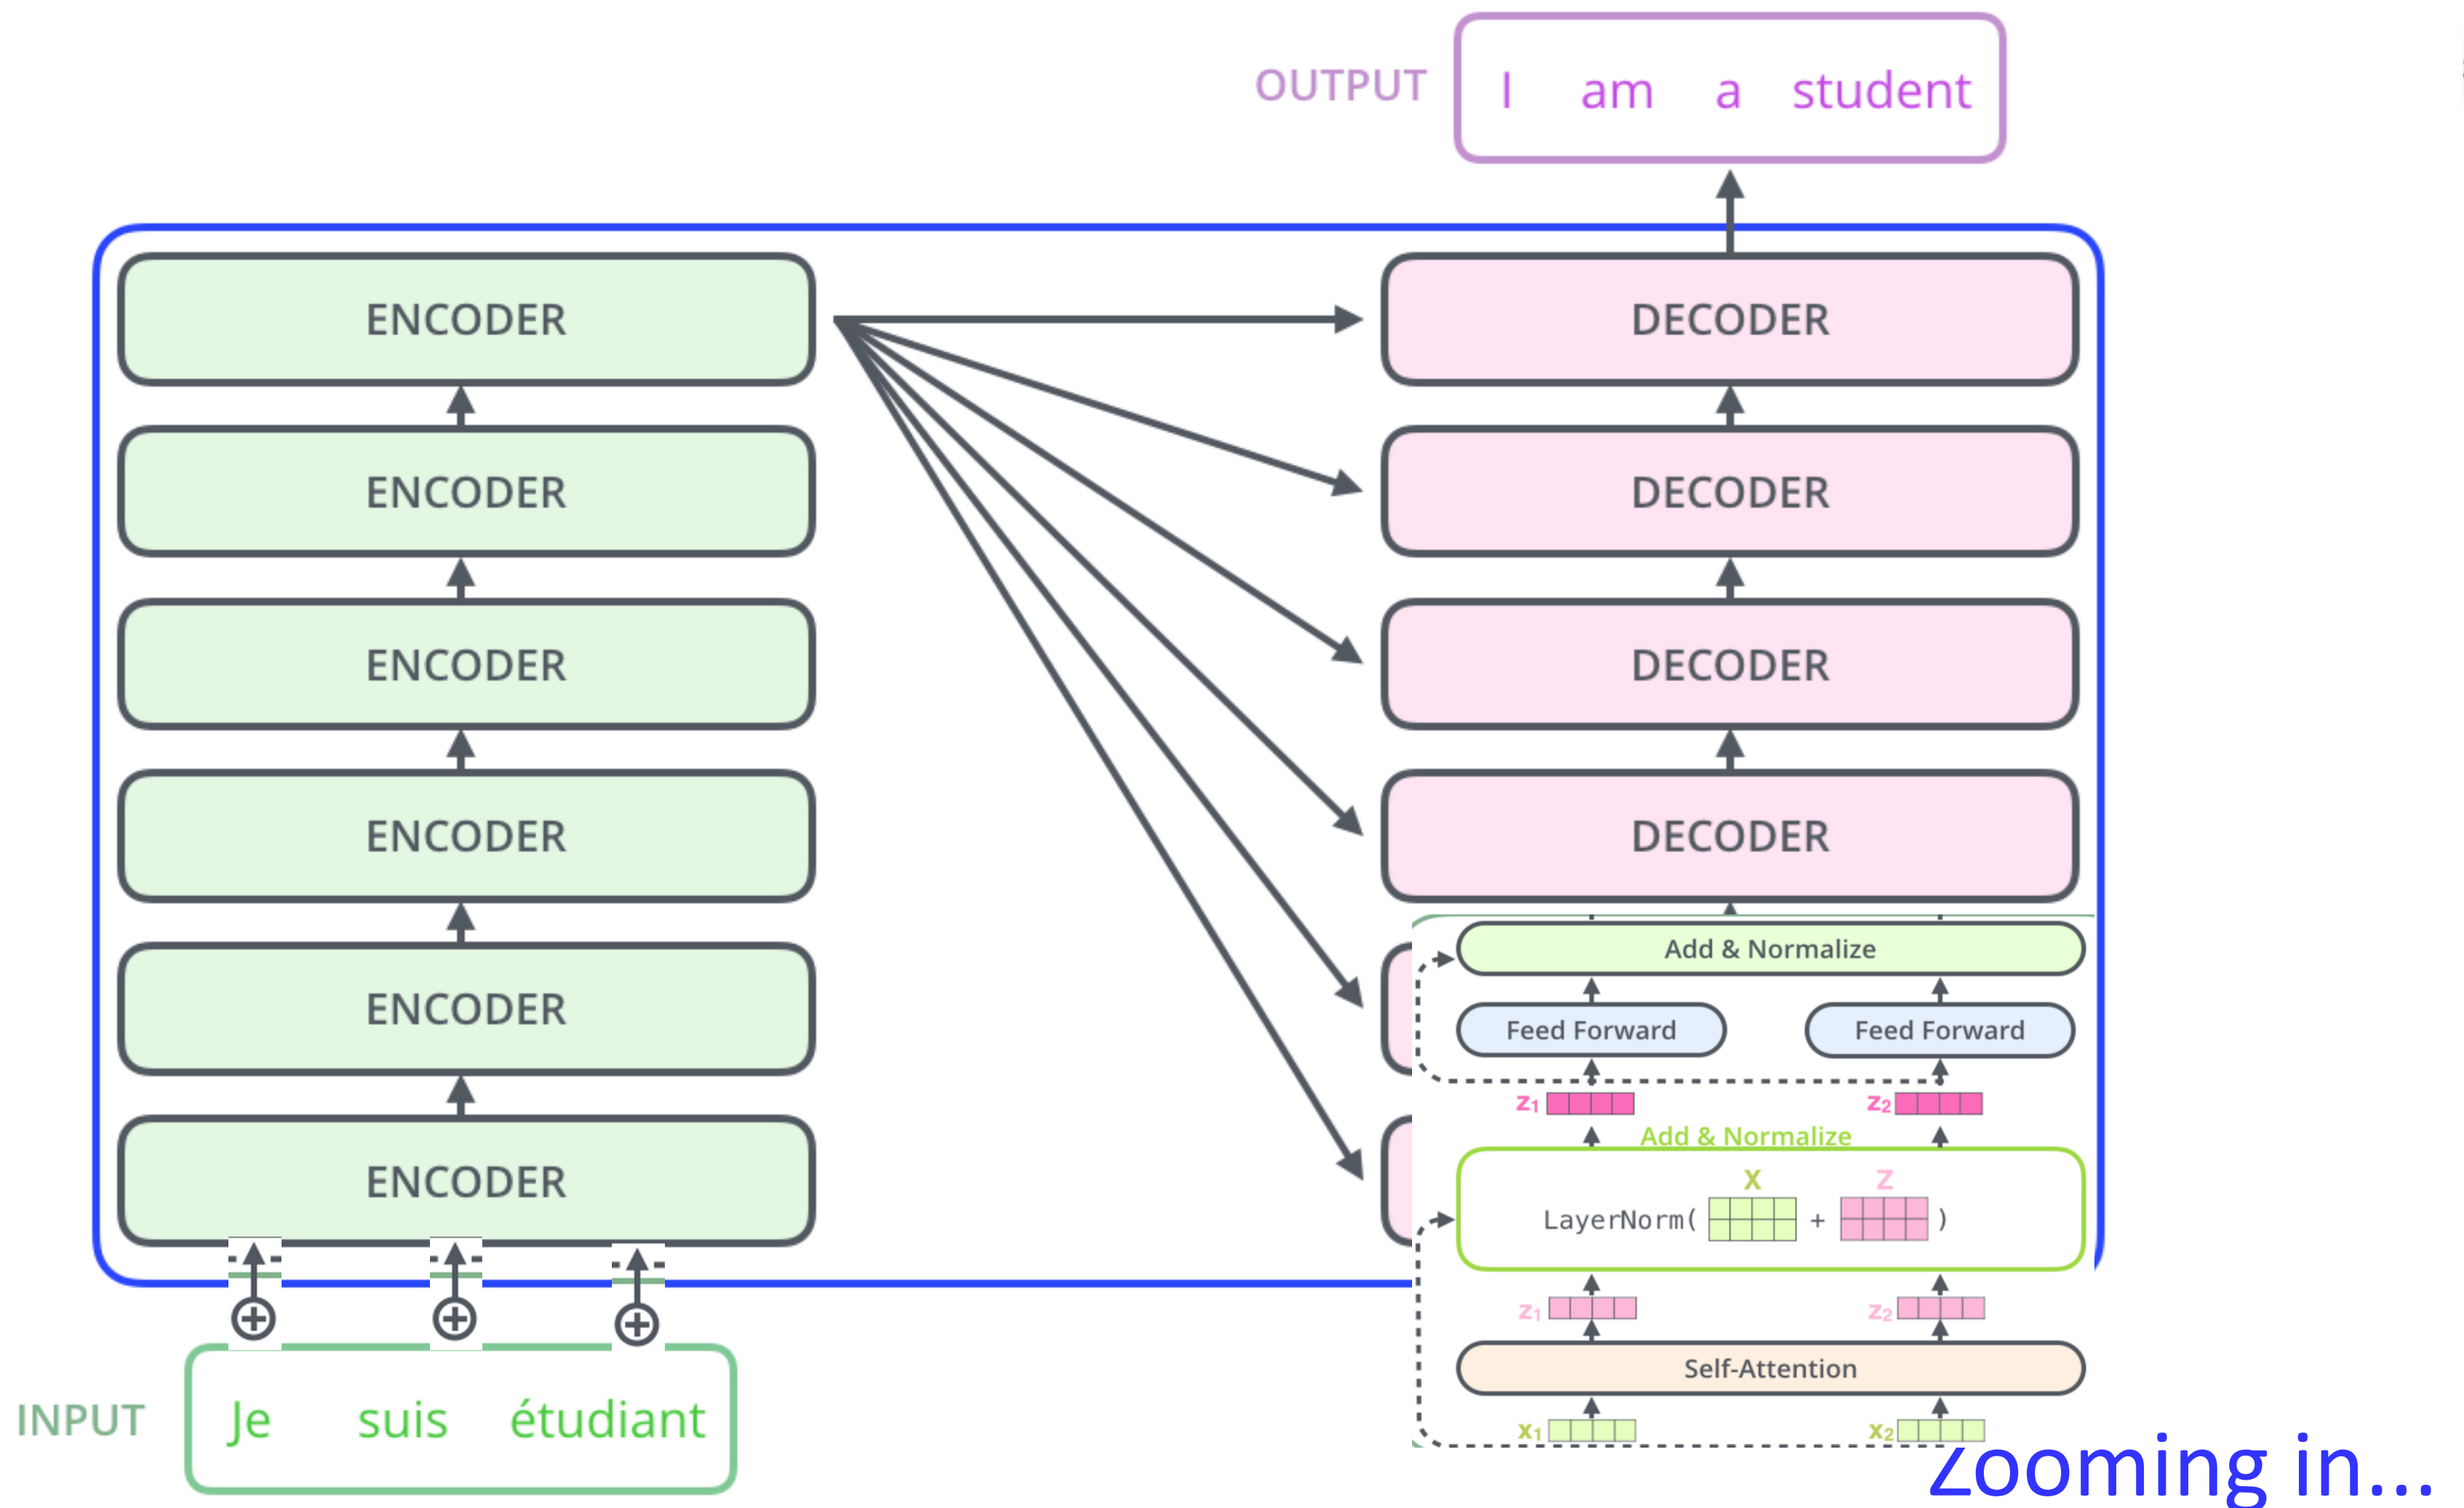 OUTPUT
I am a student
ENCODER
ENCODER
ENCODER
ENCODER
ENCODER
ENCODER
DECODER
DECODER
DECODER
DECODER
Add & Normalize
Feed Forward Feed Forward
z1 z2
Add & Normalize
X Z
LayerNorm( + )
z1 z2
Self-Attention
x1 x2
INPUT
Je suis étudiant
Zooming in...